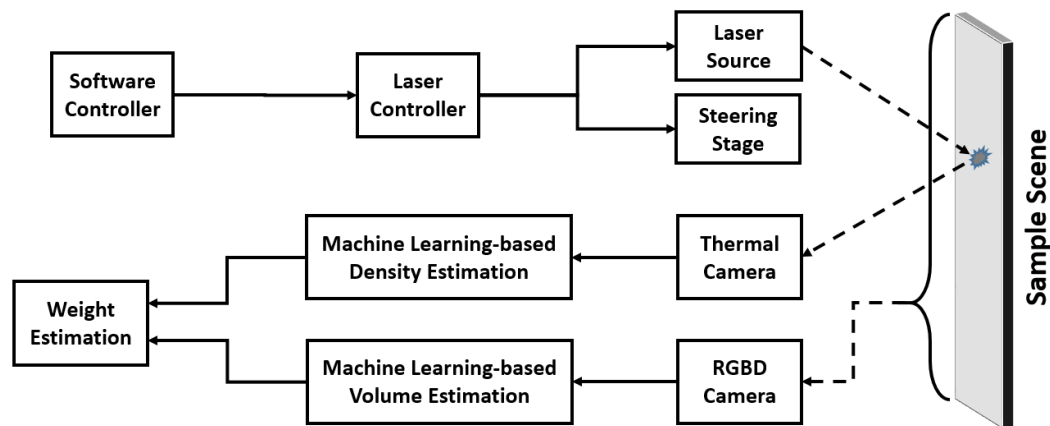 Software
Controller
Laser
Controller
Laser
Source
Steering
Stage
Sample Scene
Machine Learning-based
Density Estimation
Thermal
Camera
Weight
Estimation
Machine Learning-based
Volume Estimation
RGBD
Camera